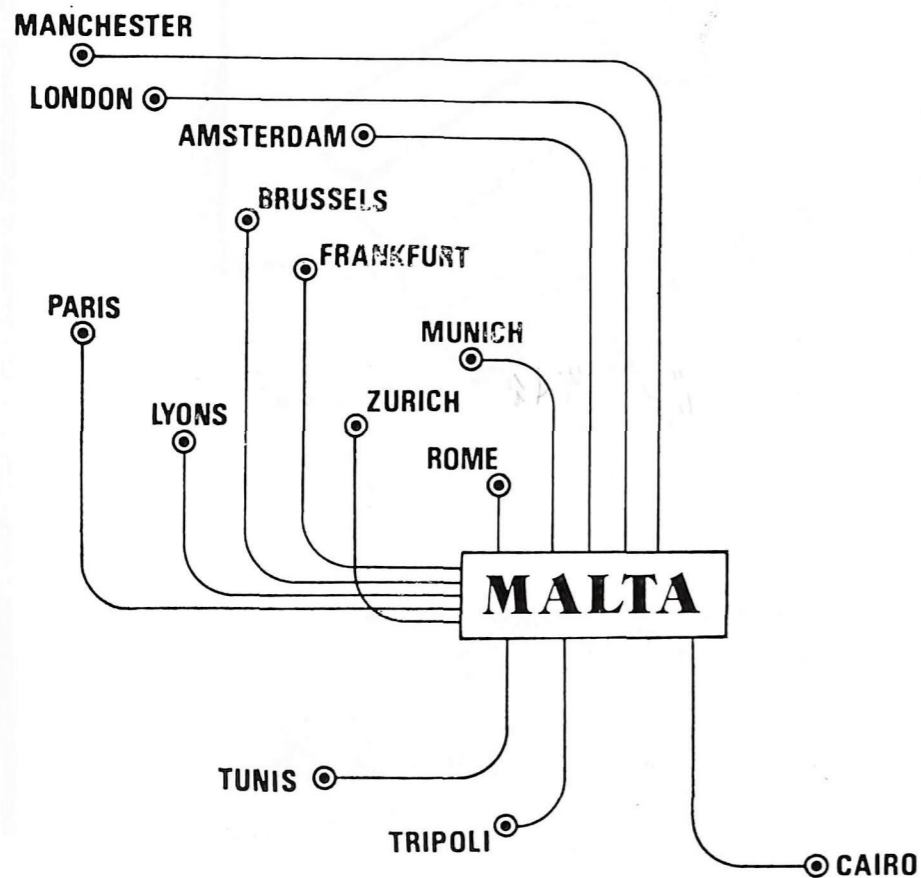 MANCHESTER
LONDON
AMSTERDAM
BRUSSELS
FRANKFURT
PARIS
MUNICH
LYONS
ZURICH
ROME
MALTA
TUNIS
TRIPOLI
CAIRO